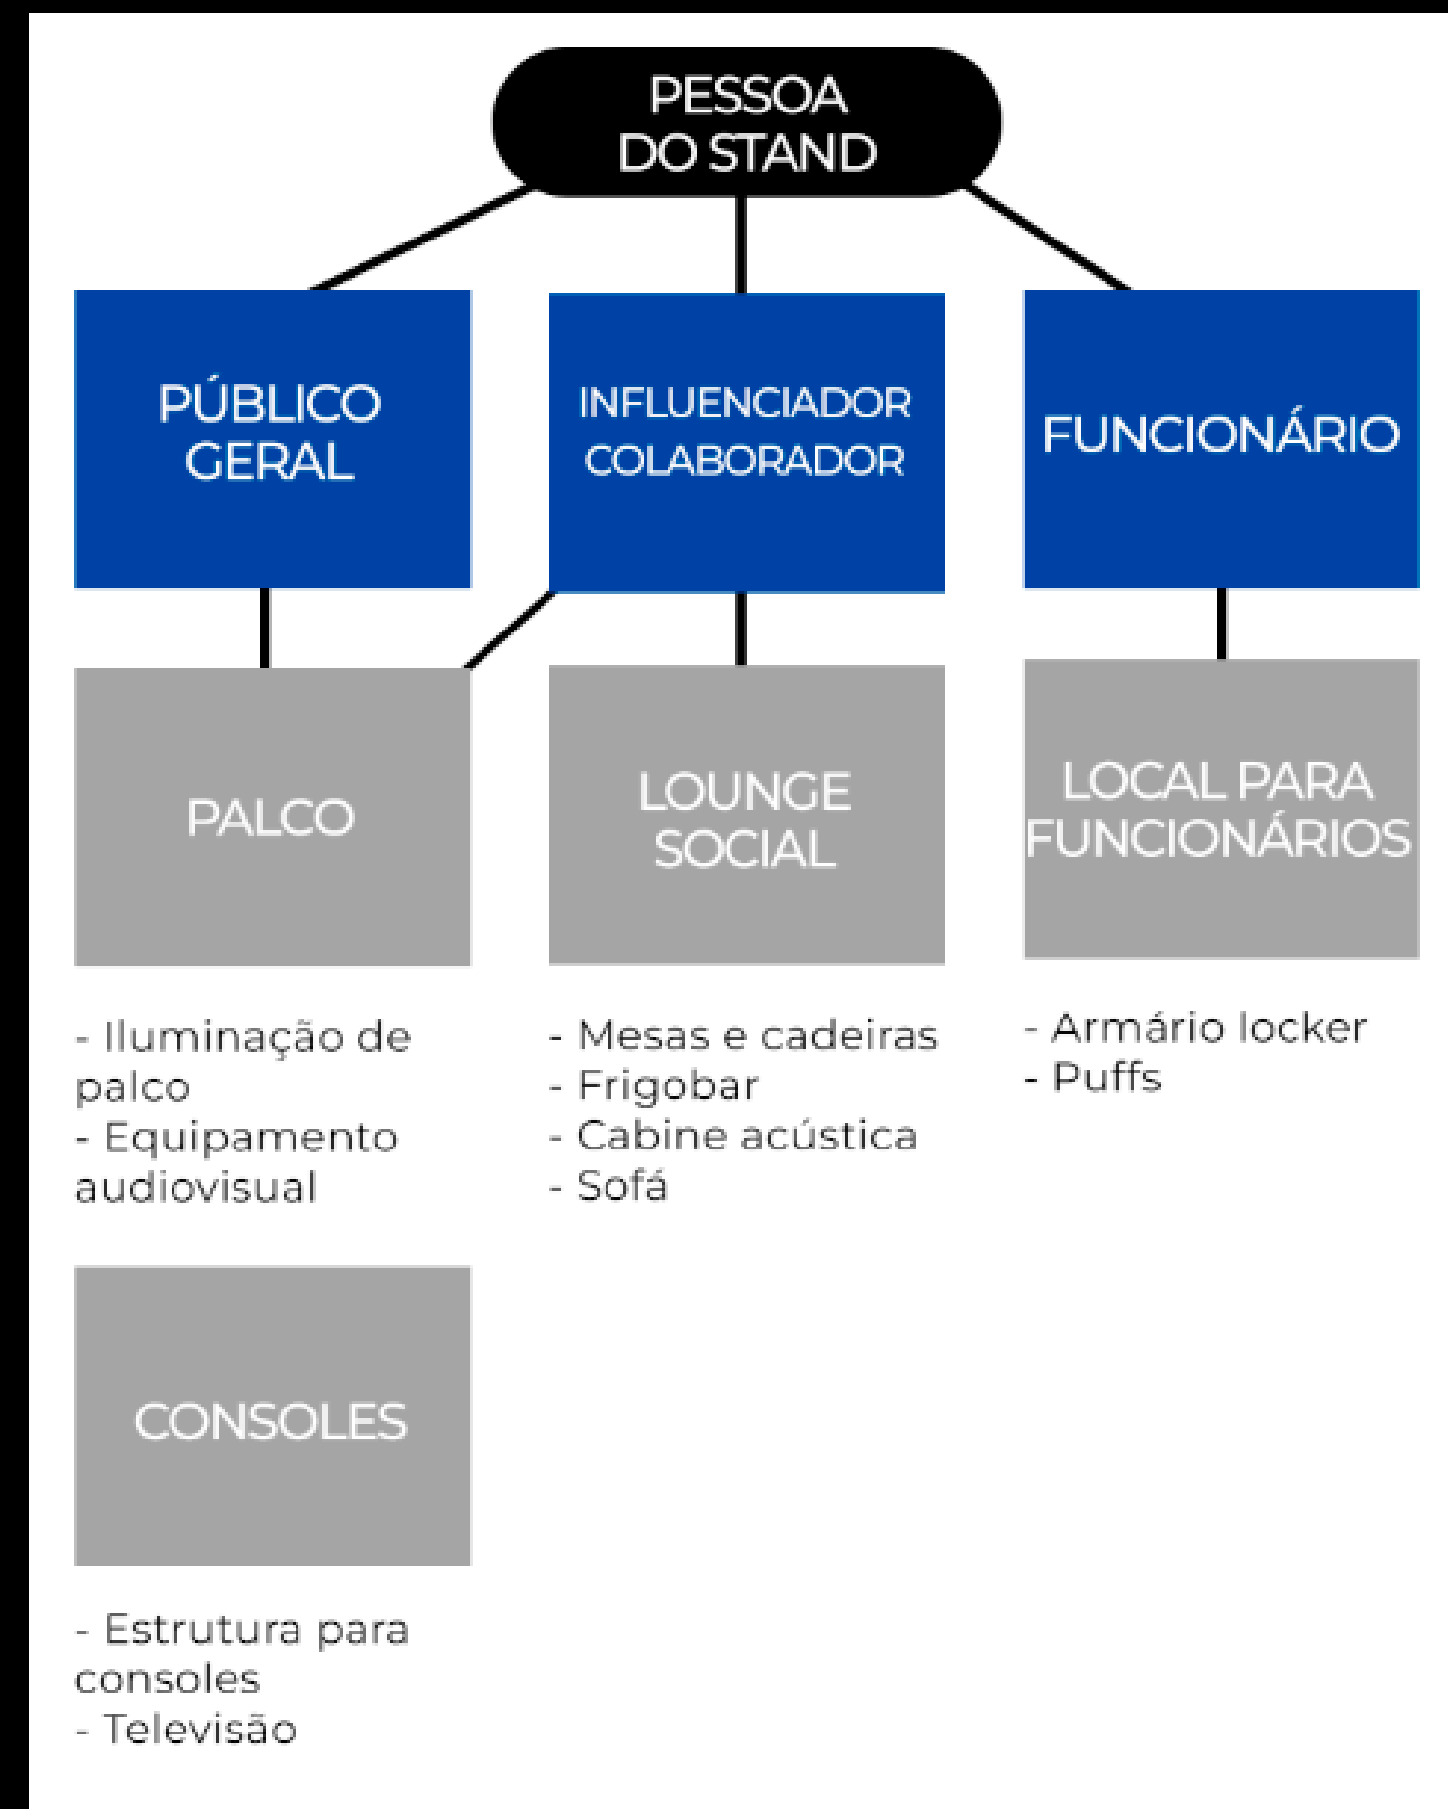 PESSOA
DO STAND
PÚBLICO
GERAL
INFLUENCIADOR
COLABORADOR
FUNCIONÁRIO
PALCO
LOUNGE
SOCIAL
LOCAL PARA
FUNCIONÁRIOS
- Iluminação de
palco
- Equipamento
audiovisual
- Mesas e cadeiras
- Frigobar
- Cabine acústica
- Sofá
- Armário locker
- Puffs
CONSOLES
- Estrutura para
consoles
- Televisão